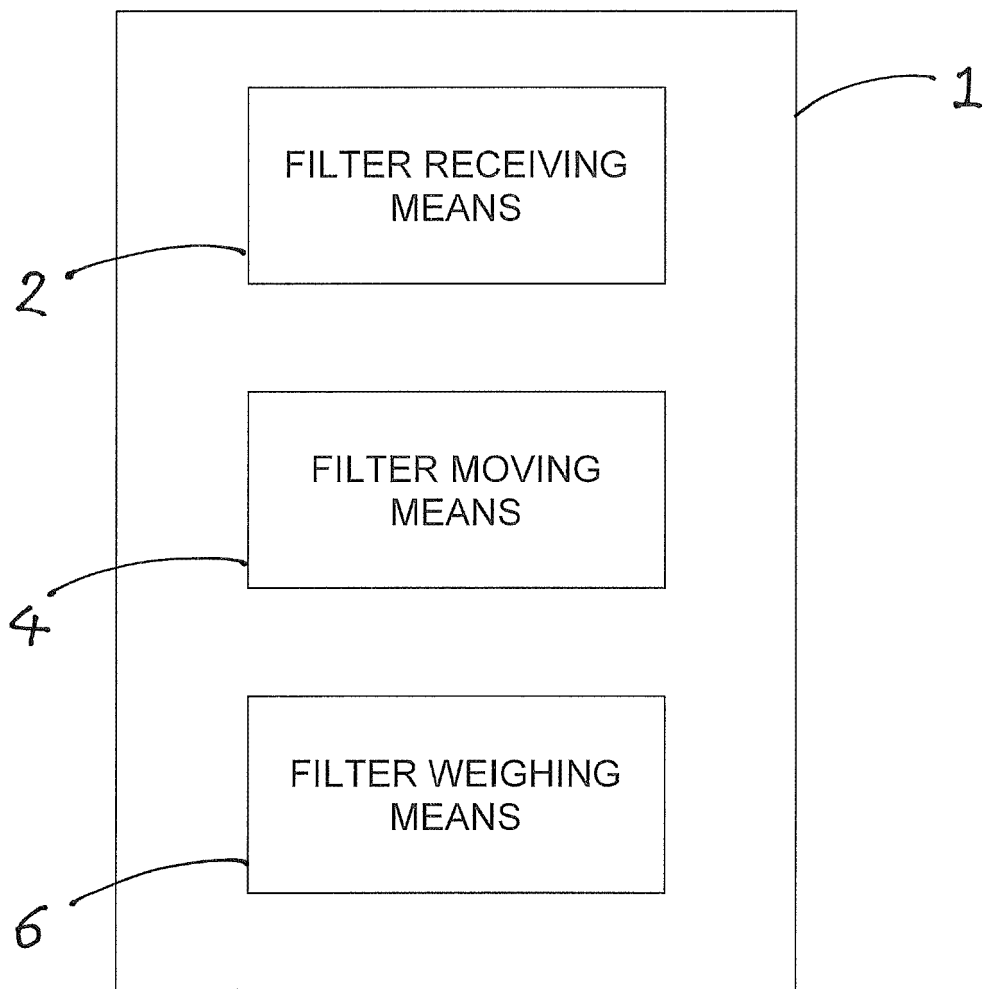 1
FILTER RECEIVING
MEANS
2
FILTER MOVING
MEANS
4
FILTER WEIGHING
MEANS
6